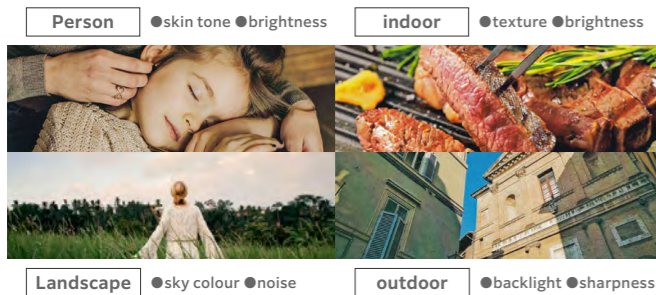 Person ●skin tone ●brightness
indoor ●texture ●brightness
Landscape ●sky colour ●noise
outdoor ●backlight ●sharpness